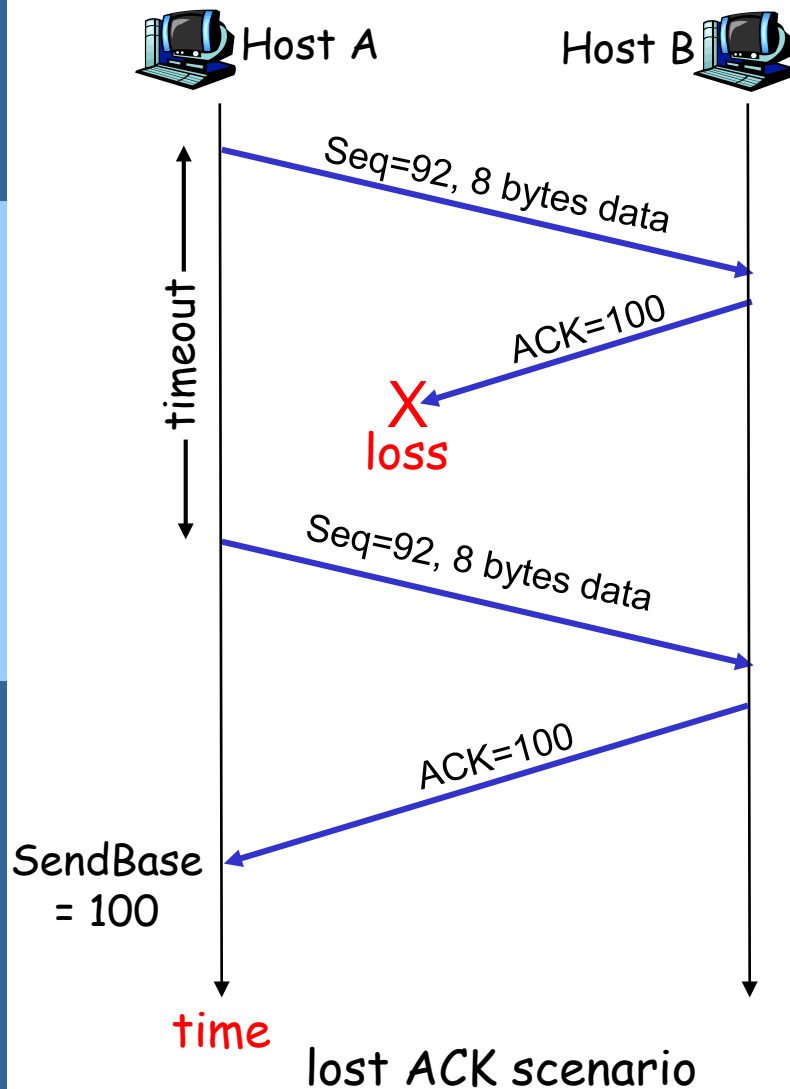 Host A
Host B
Seq=92, 8 bytes data
timeout
ACK=100
X
loss
Seq=92, 8 bytes data
ACK=100
SendBase
= 100
time
lost ACK scenario